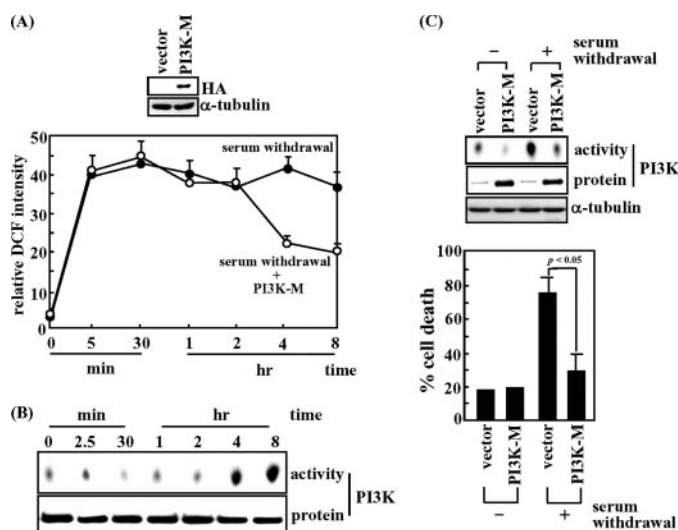 (A)
vector
PI3K-M
HA
α-tubulin
relative DCF intensity
50
40
30
20
10
0
serum withdrawal
serum withdrawal
+
PI3K-M
0 5 30 1 2 4 8
min hr time
(B)
min hr time
0 2.5 30 1 2 4 8
activity
protein
PI3K
(C)
− + serum
withdrawal
vector
PI3K-M
vector
PI3K-M
activity
protein
PI3K
α-tubulin
% cell death
100
80
60
40
20
0
p < 0.05
vector
PI3K-M
vector
PI3K-M
− + serum
withdrawal